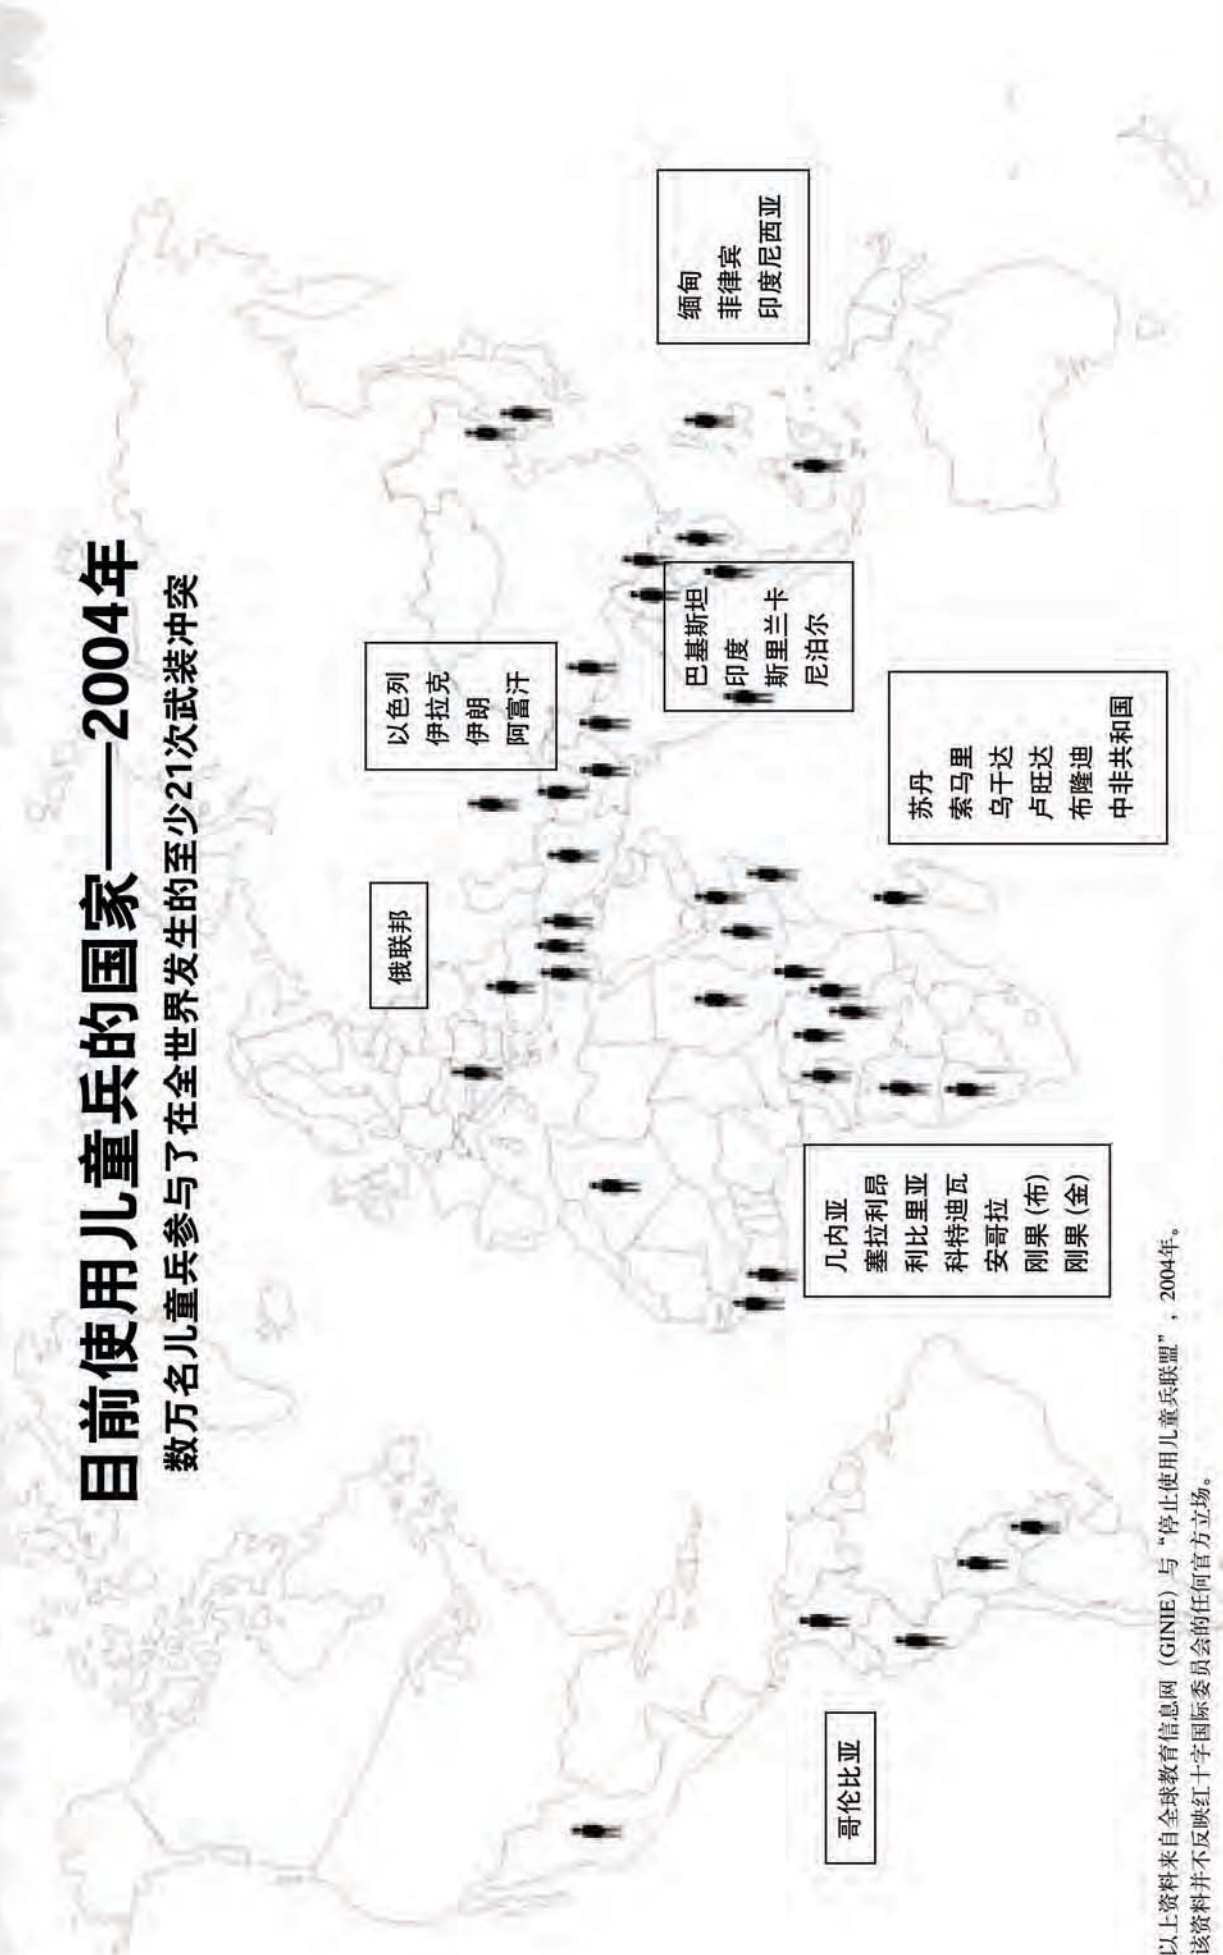 目前使用儿童兵的国家——2004年
数万名儿童兵参与了在全世界发生的至少21次武装冲突
俄联邦
以色列
伊拉克
伊朗
阿富汗
缅甸
菲律宾
印度尼西亚
巴基斯坦
印度
斯里兰卡
尼泊尔
哥伦比亚
几内亚
塞拉利昂
利比里亚
科特迪瓦
安哥拉
刚果 (布)
刚果 (金)
苏丹
索马里
乌干达
卢旺达
布隆迪
中非共和国
以上资料来自全球教育信息网（GINIE）与“停止使用儿童兵联盟”，2004年。
该资料并不反映红十字国际委员会的任何官方立场。